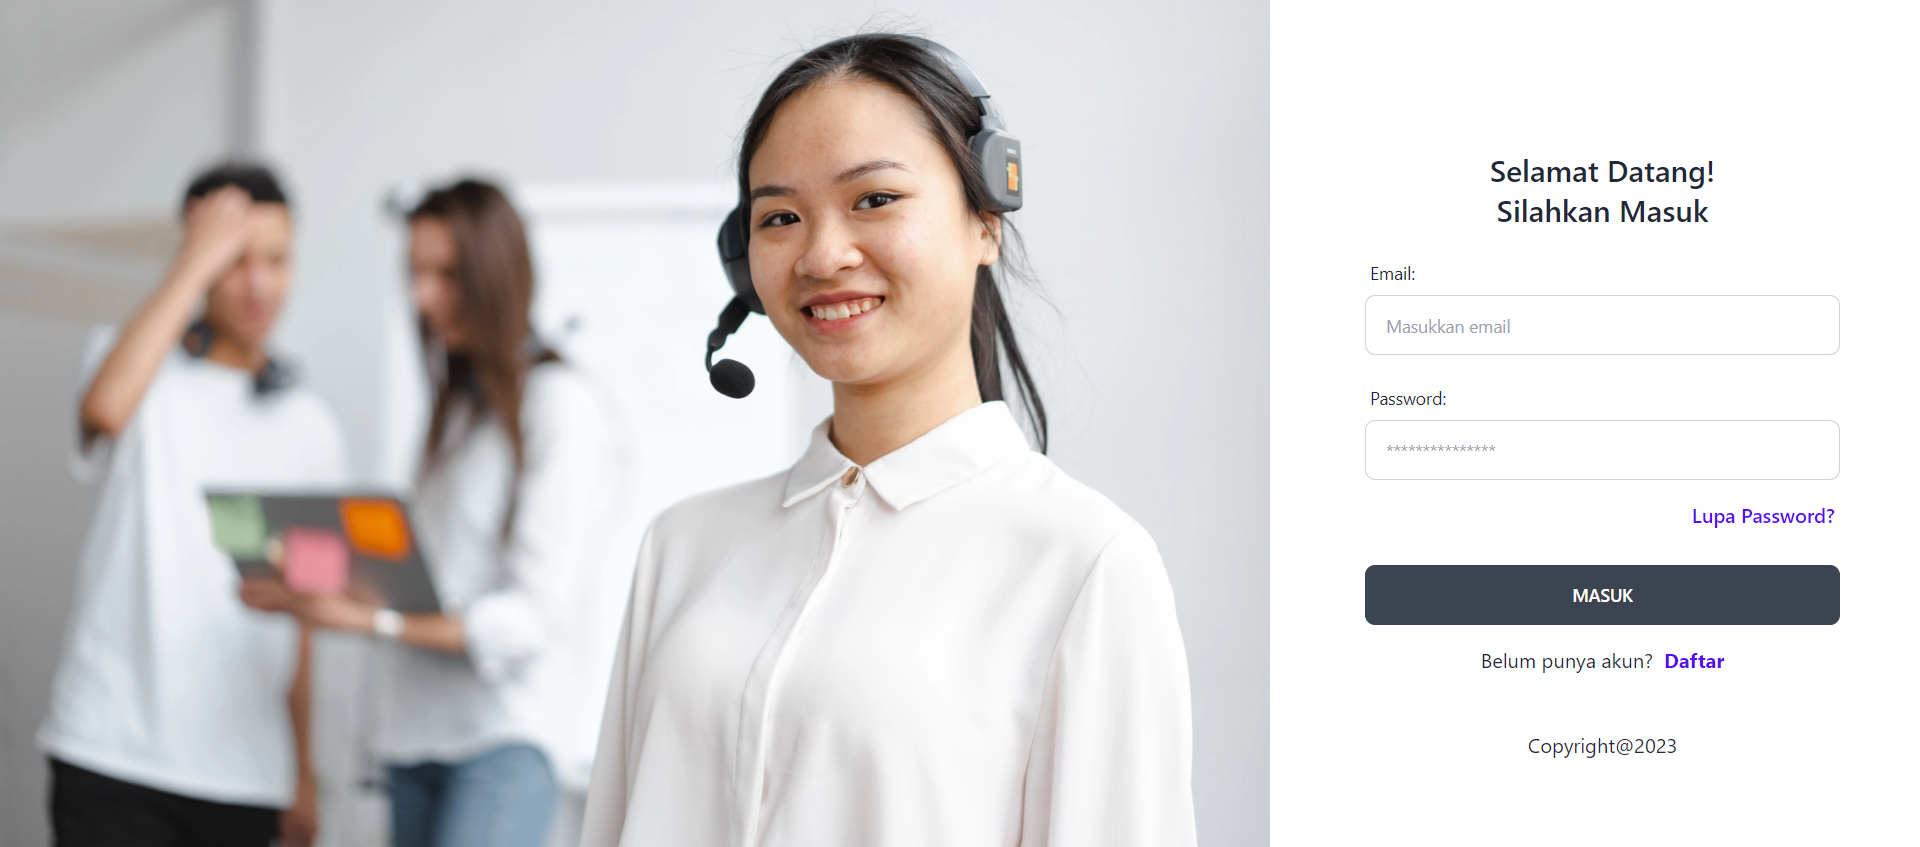 Selamat Datang!
Silahkan Masuk
Email:
Masukkan email
Password:
***************
Lupa Password?
MASUK
Belum punya akun? Daftar
Copyright@2023